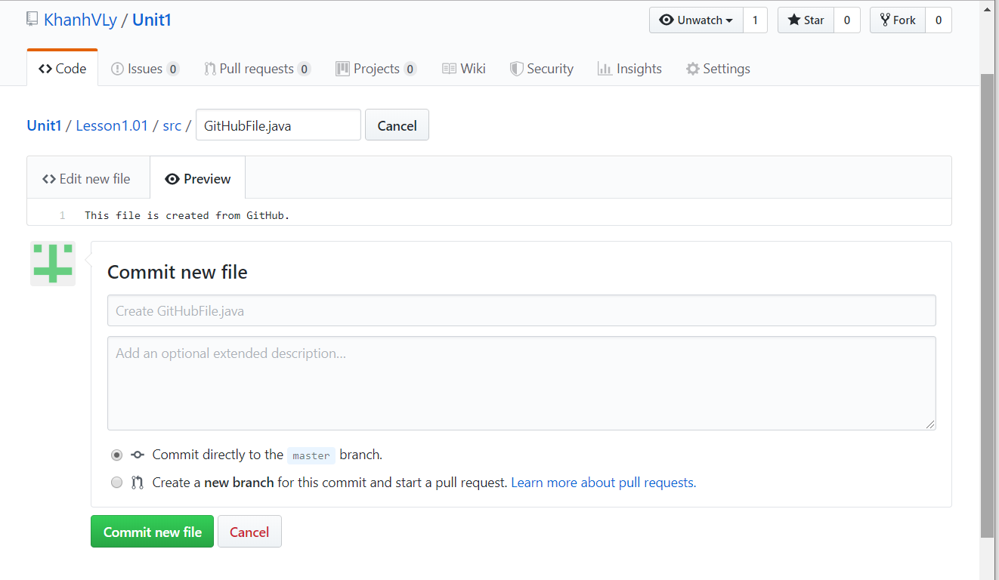 KhanhVLy / Unit1
Unwatch 1 Star 0 Fork 0
Code Issues 0 Pull requests 0 Projects 0 Wiki Security Insights Settings
Unit1 / Lesson1.01 / src / GitHubFile.java Cancel
<> Edit new file Preview
1 This file is created from GitHub.
Commit new file
Create GitHubFile.java
Add an optional extended description...
Commit directly to the master branch.
Create a new branch for this commit and start a pull request. Learn more about pull requests.
Commit new file Cancel